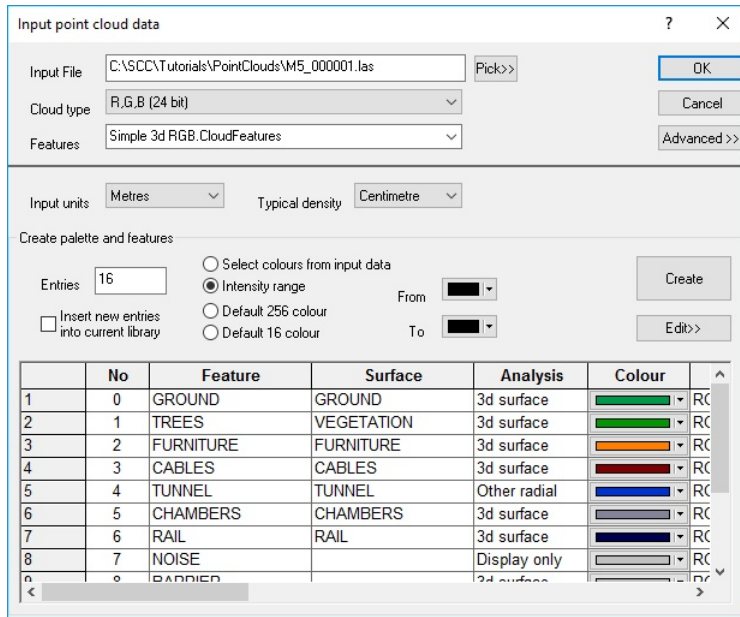 Input point cloud data ? ×
Input File C:\SCC\Tutorials\PointClouds\M5_000001.las Pick>> OK
Cloud type R,G,B (24 bit) Cancel
Features Simple 3d RGB.CloudFeatures Advanced >>
Input units Metres Typical density Centimetre
Create palette and features
Entries 16
Insert new entries into current library
Select colours from input data
Intensity range
Default 256 colour
Default 16 colour
From
To
Create
Edit>>
No Feature Surface Analysis Colour
1 0 GROUND GROUND 3d surface
2 1 TREES VEGETATION 3d surface
3 2 FURNITURE FURNITURE 3d surface
4 3 CABLES CABLES 3d surface
5 4 TUNNEL TUNNEL Other radial
6 5 CHAMBERS CHAMBERS 3d surface
7 6 RAIL RAIL 3d surface
8 7 NOISE Display only
9 8 BARRIER 3d surface